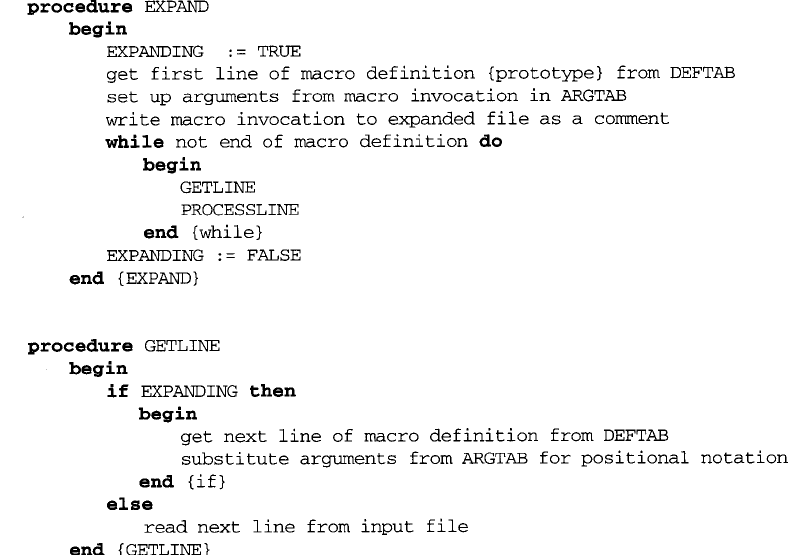 procedure EXPAND
begin
EXPANDING := TRUE
get first line of macro definition {prototype} from DEFTAB
set up arguments from macro invocation in ARGTAB
write macro invocation to expanded file as a comment
while not end of macro definition do
begin
GETLINE
PROCESSLINE
end {while}
EXPANDING := FALSE
end {EXPAND}
procedure GETLINE
begin
if EXPANDING then
begin
get next line of macro definition from DEFTAB
substitute arguments from ARGTAB for positional notation
end {if}
else
read next line from input file
end {GETLINE}